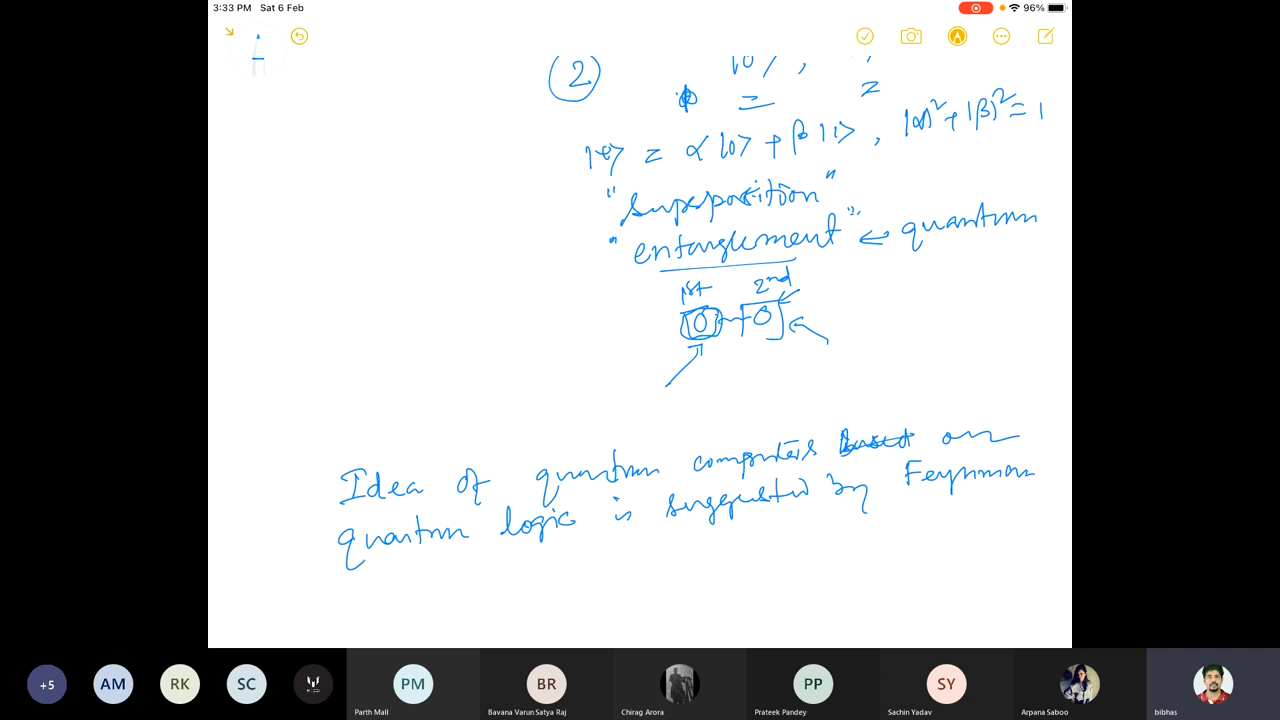 3:33 PM Sat 6 Feb
96%
(2) |0⟩ ,
|ψ⟩ = α|0⟩ + β|1⟩ , |α|² + |β|² = 1
"superposition"
"entanglement" ← quantum
1st 2nd
Idea of quantum computers on
quantum logic is suggested by Feynman
+5 AM RK SC PM BR PP SY
Parth Mall Bavana Varun Satya Raj Chirag Arora Prateek Pandey Sachin Yadav Arpana Saboo bibhas